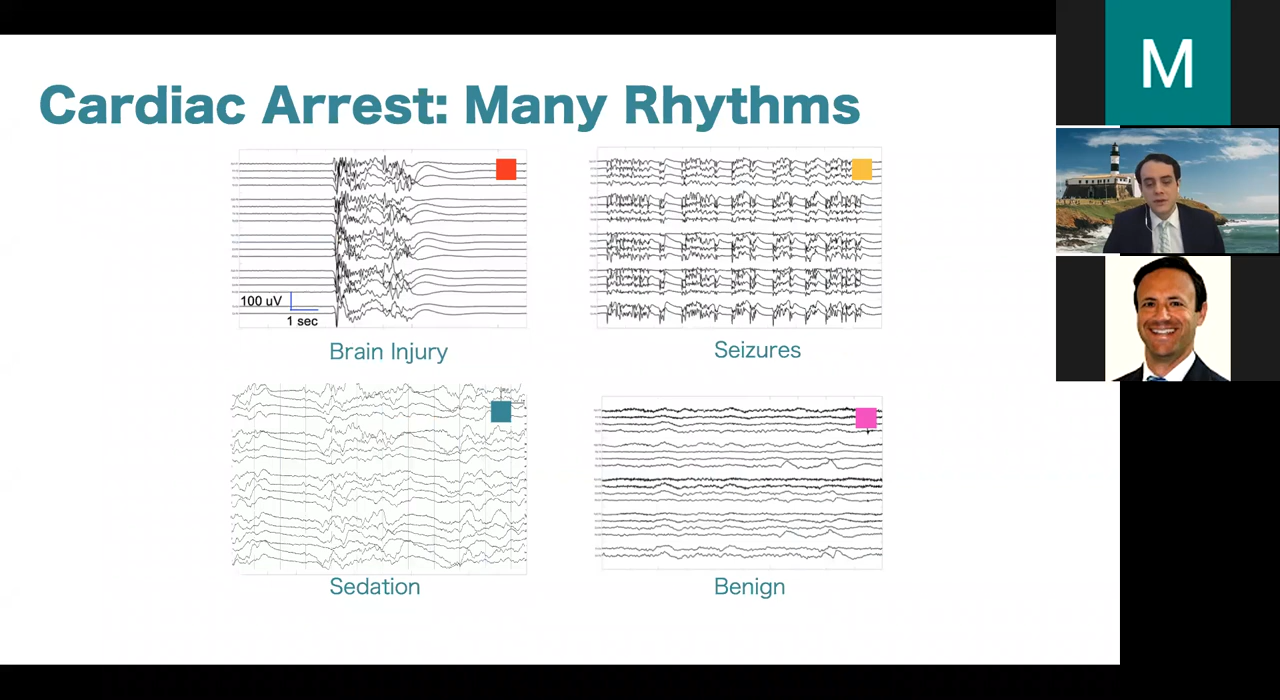 Cardiac Arrest: Many Rhythms
M
100 uV
1 sec
Brain Injury
Seizures
Sedation
Benign